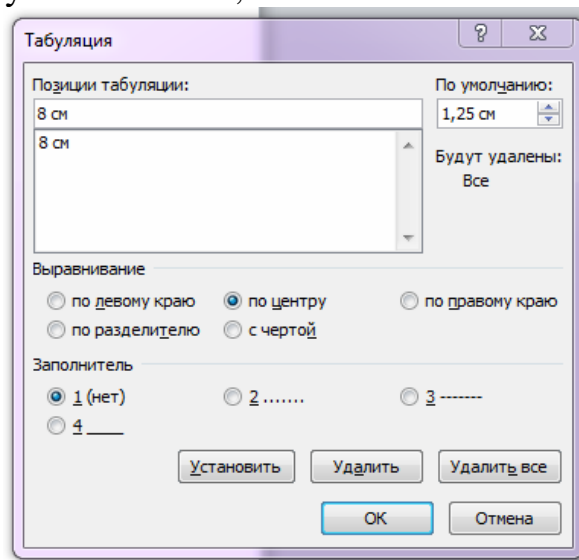 Табуляция
Позиции табуляции: По умолчанию:
8 см 1,25 см
8 см
Будут удалены:
Все
Выравнивание
по левому краю по центру по правому краю
по разделителю с чертой
Заполнитель
1 (нет) 2 ....... 3 -------
4 ____
Установить Удалить Удалить все
ОК Отмена